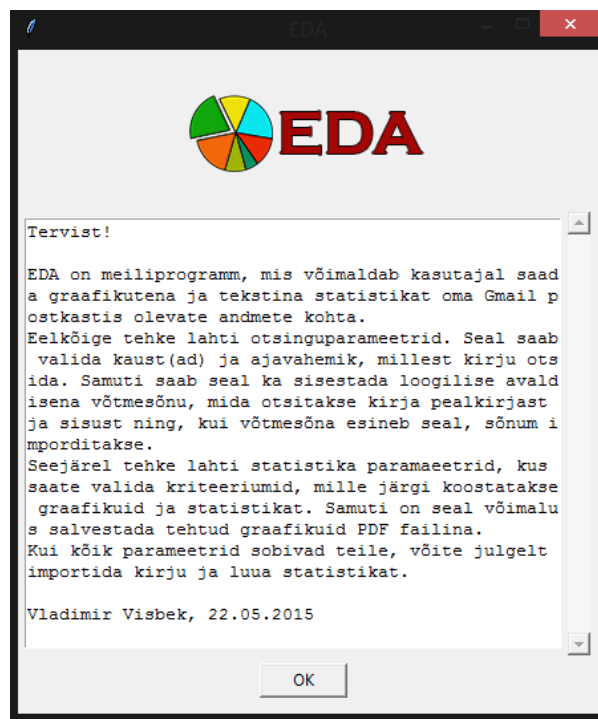 EDA
EDA
Tervist!
EDA on meiliprogramm, mis võimaldab kasutajal saad
a graafikutena ja tekstina statistikat oma Gmail p
ostkastis olevate andmete kohta.
Eelkõige tehke lahti otsinguparameetrid. Seal saab
 valida kaust(ad) ja ajavahemik, millest kirju ots
ida. Samuti saab seal ka sisestada loogilise avald
isena võtmesõnu, mida otsitakse kirja pealkirjast 
ja sisust ning, kui võtmesõna esineb seal, sõnum i
mporditakse.
Seejärel tehke lahti statistika paramaeetrid, kus 
saate valida kriteeriumid, mille järgi koostatakse
 graafikuid ja statistikat. Samuti on seal võimalu
s salvestada tehtud graafikuid PDF failina.
Kui kõik parameetrid sobivad teile, võite julgelt 
importida kirju ja luua statistikat.
Vladimir Visbek, 22.05.2015
OK